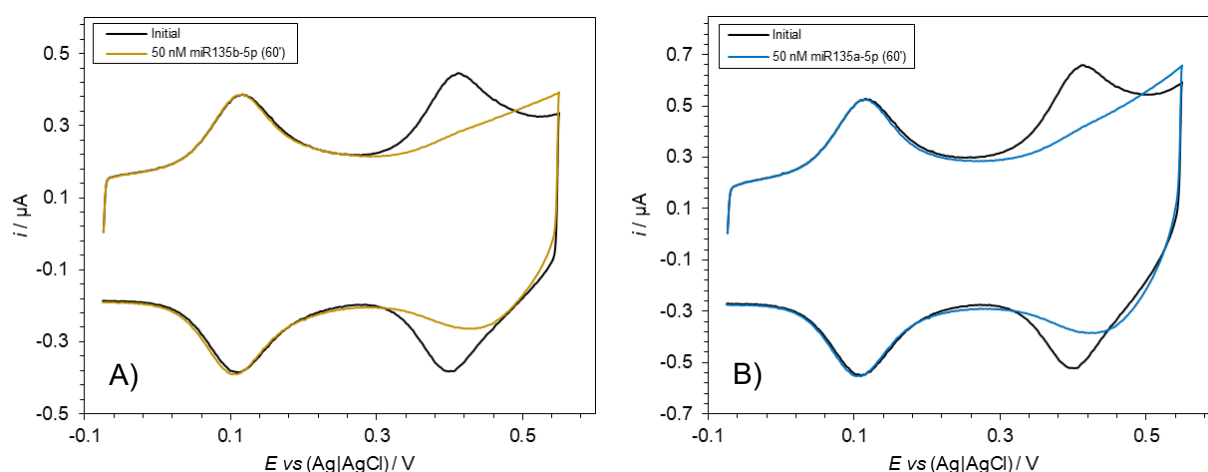 Initial
50 nM miR135b-5p (60')
0.5
0.3
0.1
-0.1
-0.3
-0.5
i / µA
A)
-0.1
0.1
0.3
0.5
E vs (Ag|AgCl) / V
Initial
50 nM miR135a-5p (60')
0.7
0.5
0.3
0.1
-0.1
-0.3
-0.5
-0.7
i / µA
B)
-0.1
0.1
0.3
0.5
E vs (Ag|AgCl) / V